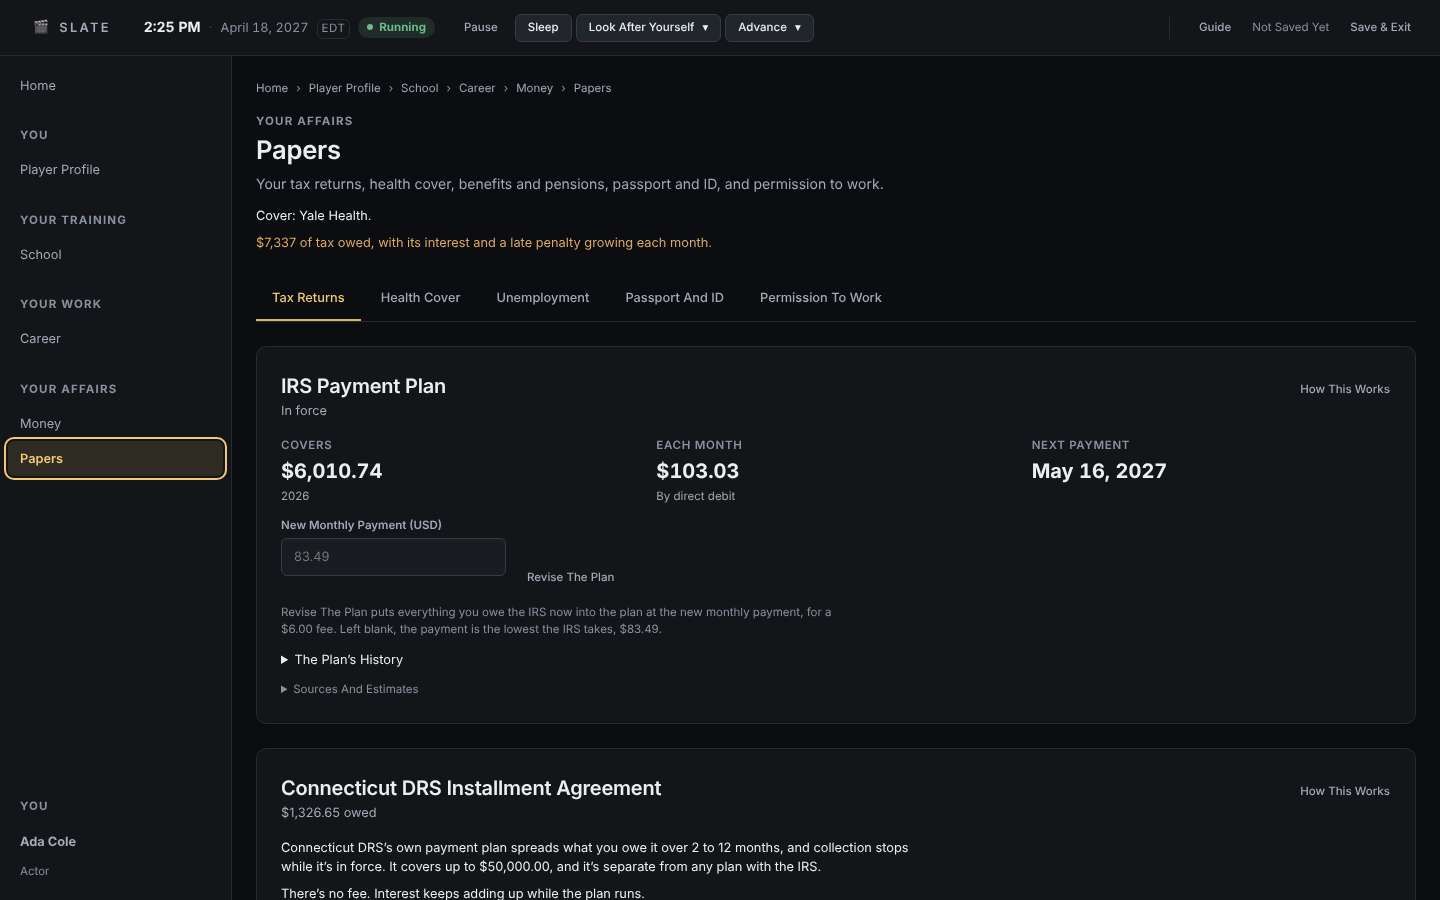 SLATE
2:25 PM · April 18, 2027 EDT Running Pause Sleep Look After Yourself ▾ Advance ▾ Guide Not Saved Yet Save & Exit
Home
YOU
Player Profile
YOUR TRAINING
School
YOUR WORK
Career
YOUR AFFAIRS
Money
Papers
YOU
Ada Cole
Actor
Home › Player Profile › School › Career › Money › Papers
YOUR AFFAIRS
Papers
Your tax returns, health cover, benefits and pensions, passport and ID, and permission to work.
Cover: Yale Health.
$7,337 of tax owed, with its interest and a late penalty growing each month.
Tax Returns Health Cover Unemployment Passport And ID Permission To Work
IRS Payment Plan
How This Works
In force
COVERS
$6,010.74
2026
EACH MONTH
$103.03
By direct debit
NEXT PAYMENT
May 16, 2027
New Monthly Payment (USD)
83.49
Revise The Plan
Revise The Plan puts everything you owe the IRS now into the plan at the new monthly payment, for a
$6.00 fee. Left blank, the payment is the lowest the IRS takes, $83.49.
The Plan’s History
Sources And Estimates
Connecticut DRS Installment Agreement
How This Works
$1,326.65 owed
Connecticut DRS’s own payment plan spreads what you owe it over 2 to 12 months, and collection stops
while it’s in force. It covers up to $50,000.00, and it’s separate from any plan with the IRS.
There’s no fee. Interest keeps adding up while the plan runs.